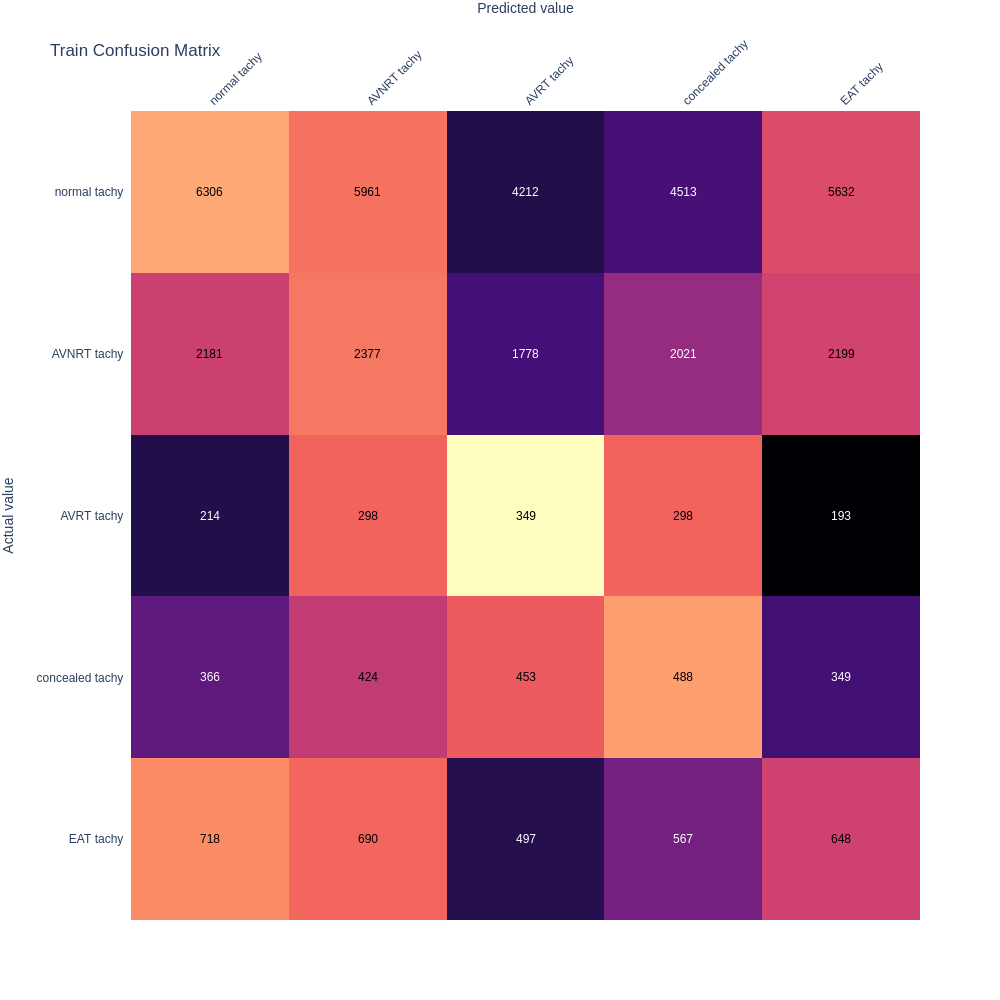 Predicted value
Train Confusion Matrix
normal tachy AVNRT tachy AVRT tachy concealed tachy EAT tachy
normal tachy 6306 5961 4212 4513 5632
AVNRT tachy 2181 2377 1778 2021 2199
AVRT tachy 214 298 349 298 193
concealed tachy 366 424 453 488 349
EAT tachy 718 690 497 567 648
Actual value